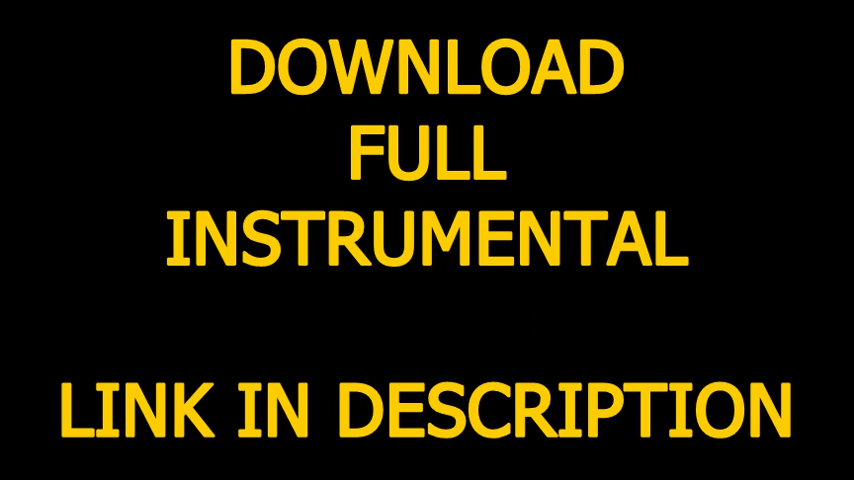 DOWNLOAD
FULL
INSTRUMENTAL
LINK IN DESCRIPTION